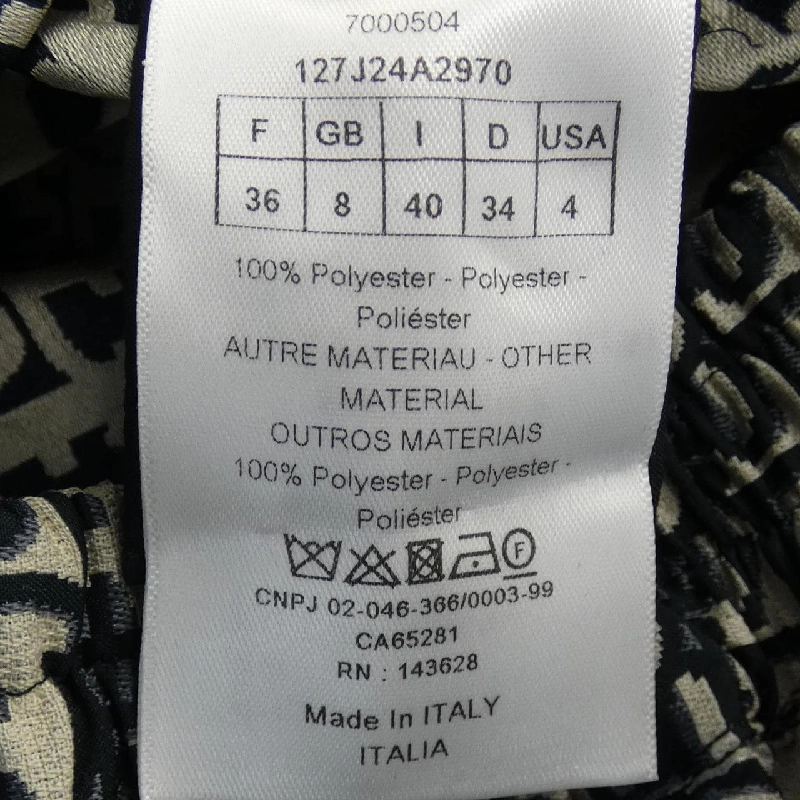 7000504
127J24A2970
F GB I D USA
36 8 40 34 4
100% Polyester - Polyester -
Poliéster
AUTRE MATERIAU - OTHER
MATERIAL
OUTROS MATERIAIS
100% Polyester - Polyester -
Poliéster
F
CNPJ 02-046-366/0003-99
CA65281
RN : 143628
Made In ITALY
ITALIA